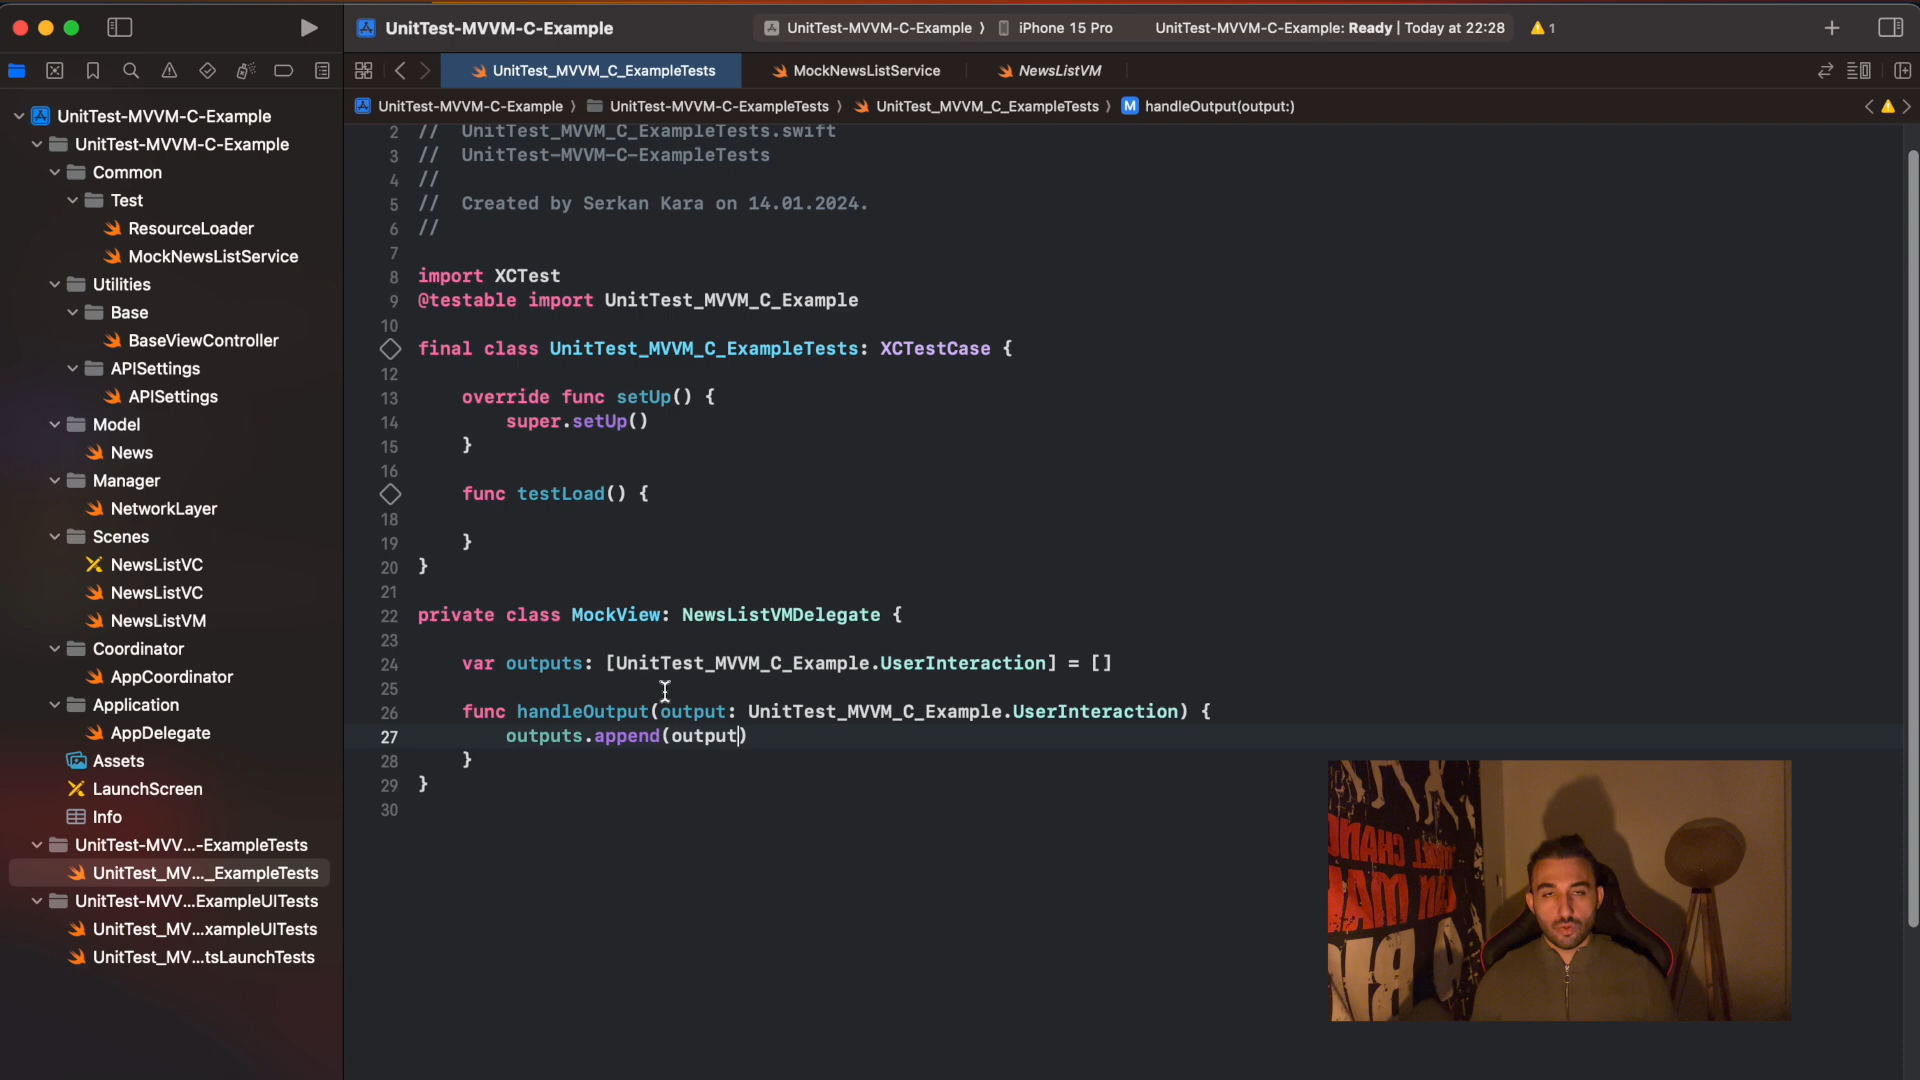 UnitTest-MVVM-C-Example
UnitTest-MVVM-C-Example 〉 iPhone 15 Pro
UnitTest-MVVM-C-Example: Ready | Today at 22:28
1
UnitTest_MVVM_C_ExampleTests
MockNewsListService
NewsListVM
UnitTest-MVVM-C-Example 〉 UnitTest-MVVM-C-ExampleTests 〉 UnitTest_MVVM_C_ExampleTests 〉 M handleOutput(output:)
UnitTest-MVVM-C-Example
UnitTest-MVVM-C-Example
Common
Test
ResourceLoader
MockNewsListService
Utilities
Base
BaseViewController
APISettings
APISettings
Model
News
Manager
NetworkLayer
Scenes
NewsListVC
NewsListVC
NewsListVM
Coordinator
AppCoordinator
Application
AppDelegate
Assets
LaunchScreen
Info
UnitTest-MVV...-ExampleTests
UnitTest_MV..._ExampleTests
UnitTest-MVV...ExampleUITests
UnitTest_MV...xampleUITests
UnitTest_MV...tsLaunchTests
2 //  UnitTest_MVVM_C_ExampleTests.swift
3 //  UnitTest-MVVM-C-ExampleTests
4 //
5 //  Created by Serkan Kara on 14.01.2024.
6 //
7
8 import XCTest
9 @testable import UnitTest_MVVM_C_Example
10
final class UnitTest_MVVM_C_ExampleTests: XCTestCase {
12
13     override func setUp() {
14         super.setUp()
15     }
16
func testLoad() {
18
19     }
20 }
21
22 private class MockView: NewsListVMDelegate {
23
24     var outputs: [UnitTest_MVVM_C_Example.UserInteraction] = []
25
26     func handleOutput(output: UnitTest_MVVM_C_Example.UserInteraction) {
27         outputs.append(output)
28     }
29 }
30